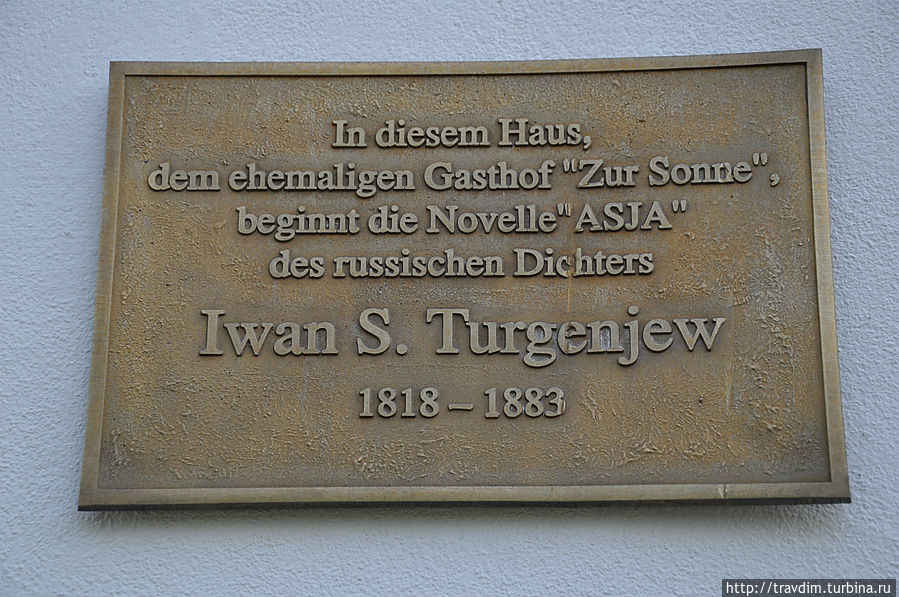 In diesem Haus,
dem ehemaligen Gasthof "Zur Sonne",
beginnt die Novelle "ASJA"
des russischen Dichters
Iwan S. Turgenjew
1818 – 1883
http://travdim.turbina.ru